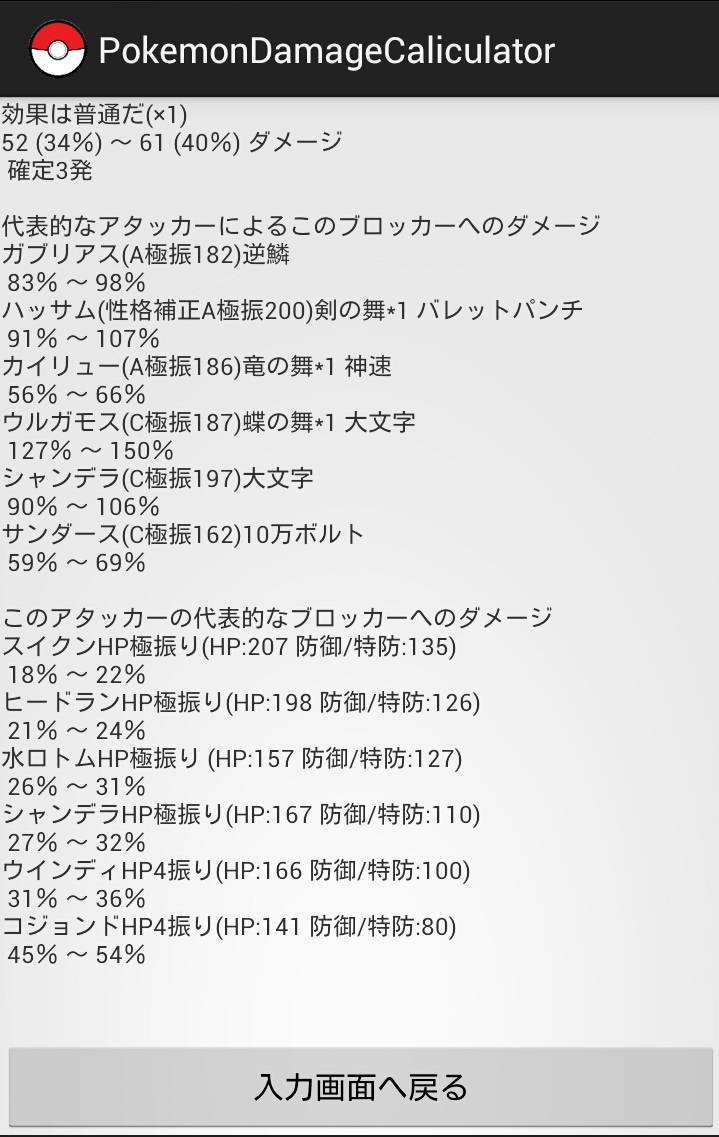 PokemonDamageCaliculator
効果は普通だ(×1)
52 (34%) ～ 61 (40%) ダメージ
確定3発
代表的なアタッカーによるこのブロッカーへのダメージ
ガブリアス(A極振182)逆鱗
83% ～ 98%
ハッサム(性格補正A極振200)剣の舞*1 バレットパンチ
91% ～ 107%
カイリュー(A極振186)竜の舞*1 神速
56% ～ 66%
ウルガモス(C極振187)蝶の舞*1 大文字
127% ～ 150%
シャンデラ(C極振197)大文字
90% ～ 106%
サンダース(C極振162)10万ボルト
59% ～ 69%
このアタッカーの代表的なブロッカーへのダメージ
スイクンHP極振り(HP:207 防御/特防:135)
18% ～ 22%
ヒードランHP極振り(HP:198 防御/特防:126)
21% ～ 24%
水ロトムHP極振り (HP:157 防御/特防:127)
26% ～ 31%
シャンデラHP極振り(HP:167 防御/特防:110)
27% ～ 32%
ウインディHP4振り(HP:166 防御/特防:100)
31% ～ 36%
コジョンドHP4振り(HP:141 防御/特防:80)
45% ～ 54%
入力画面へ戻る